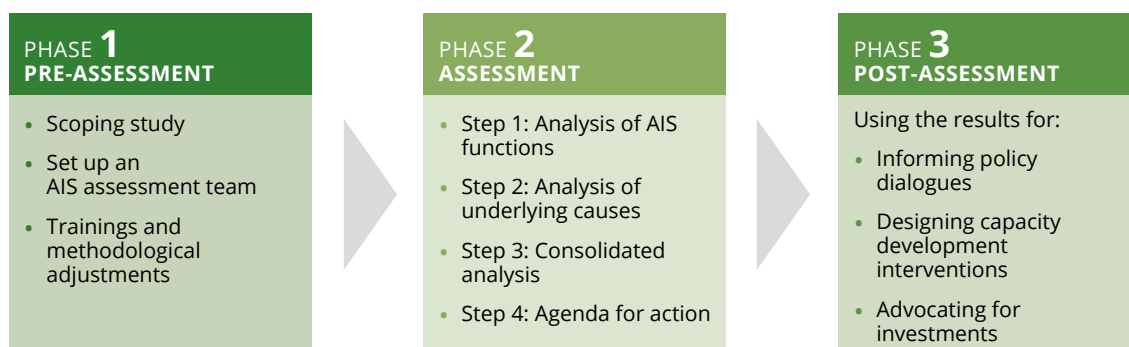 PHASE 1
PRE-ASSESSMENT
• Scoping study
• Set up an
AIS assessment team
• Trainings and
methodological
adjustments
PHASE 2
ASSESSMENT
• Step 1: Analysis of AIS
functions
• Step 2: Analysis of
underlying causes
• Step 3: Consolidated
analysis
• Step 4: Agenda for action
PHASE 3
POST-ASSESSMENT
Using the results for:
• Informing policy
dialogues
• Designing capacity
development
interventions
• Advocating for
investments